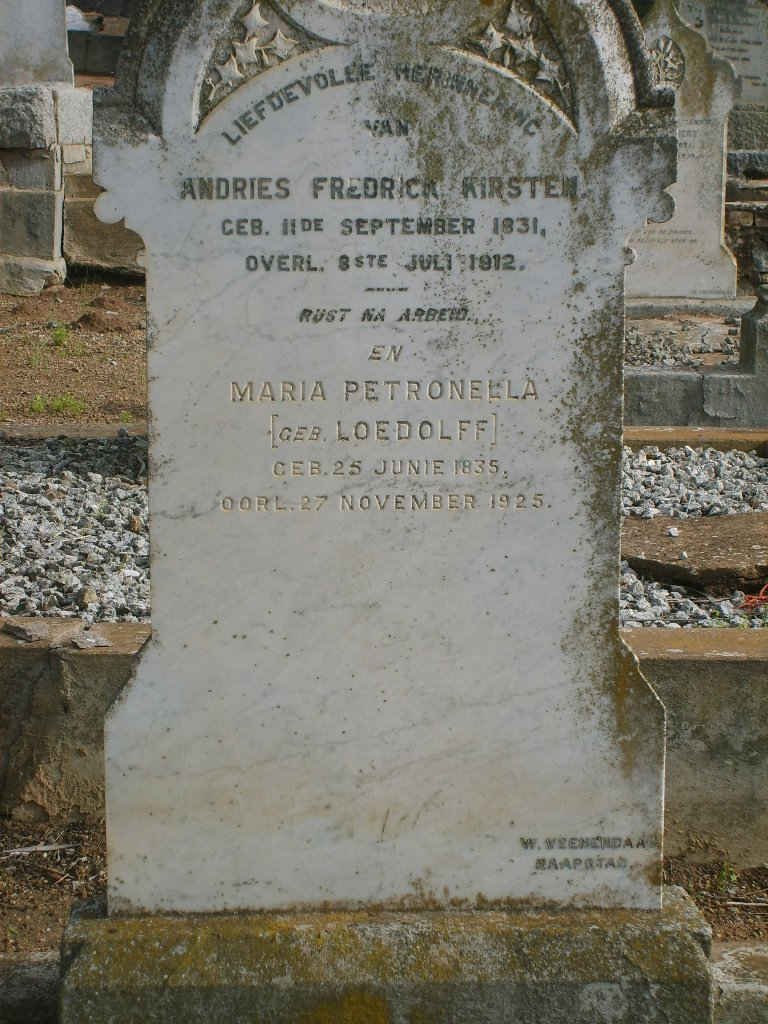 LIEFDEVOLLE HERINNERING
VAN
ANDRIES FREDRICK KIRSTEN.
GEB. 11DE SEPTEMBER 1831,
OVERL. 8STE JULI 1912.
RUST NA ARBEID.
EN
MARIA PETRONELLA
[GEB. LOEDOLFF]
GEB. 25 JUNIE 1835,
OORL. 27 NOVEMBER 1925.
W. VEENENDAAL
KAAPSTAD.